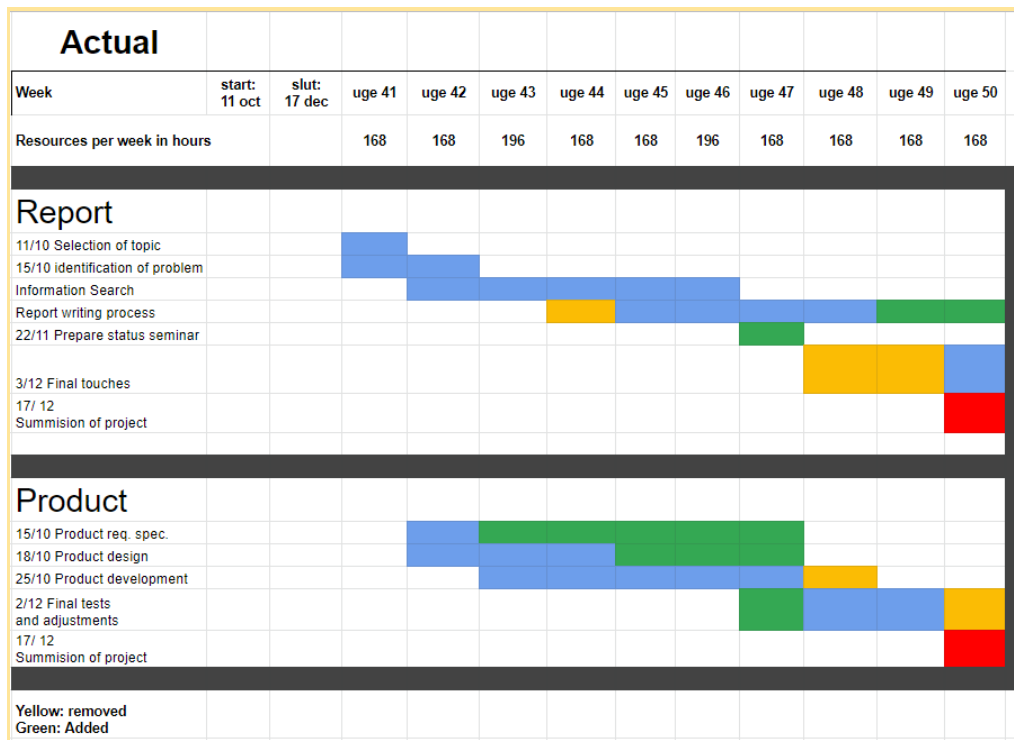 Actual
Week start: 11 oct slut: 17 dec uge 41 uge 42 uge 43 uge 44 uge 45 uge 46 uge 47 uge 48 uge 49 uge 50
Resources per week in hours 168 168 196 168 168 196 168 168 168 168
Report
11/10 Selection of topic
15/10 identification of problem
Information Search
Report writing process
22/11 Prepare status seminar
3/12 Final touches
17/ 12
Summision of project
Product
15/10 Product req. spec.
18/10 Product design
25/10 Product development
2/12 Final tests
and adjustments
17/ 12
Summision of project
Yellow: removed
Green: Added